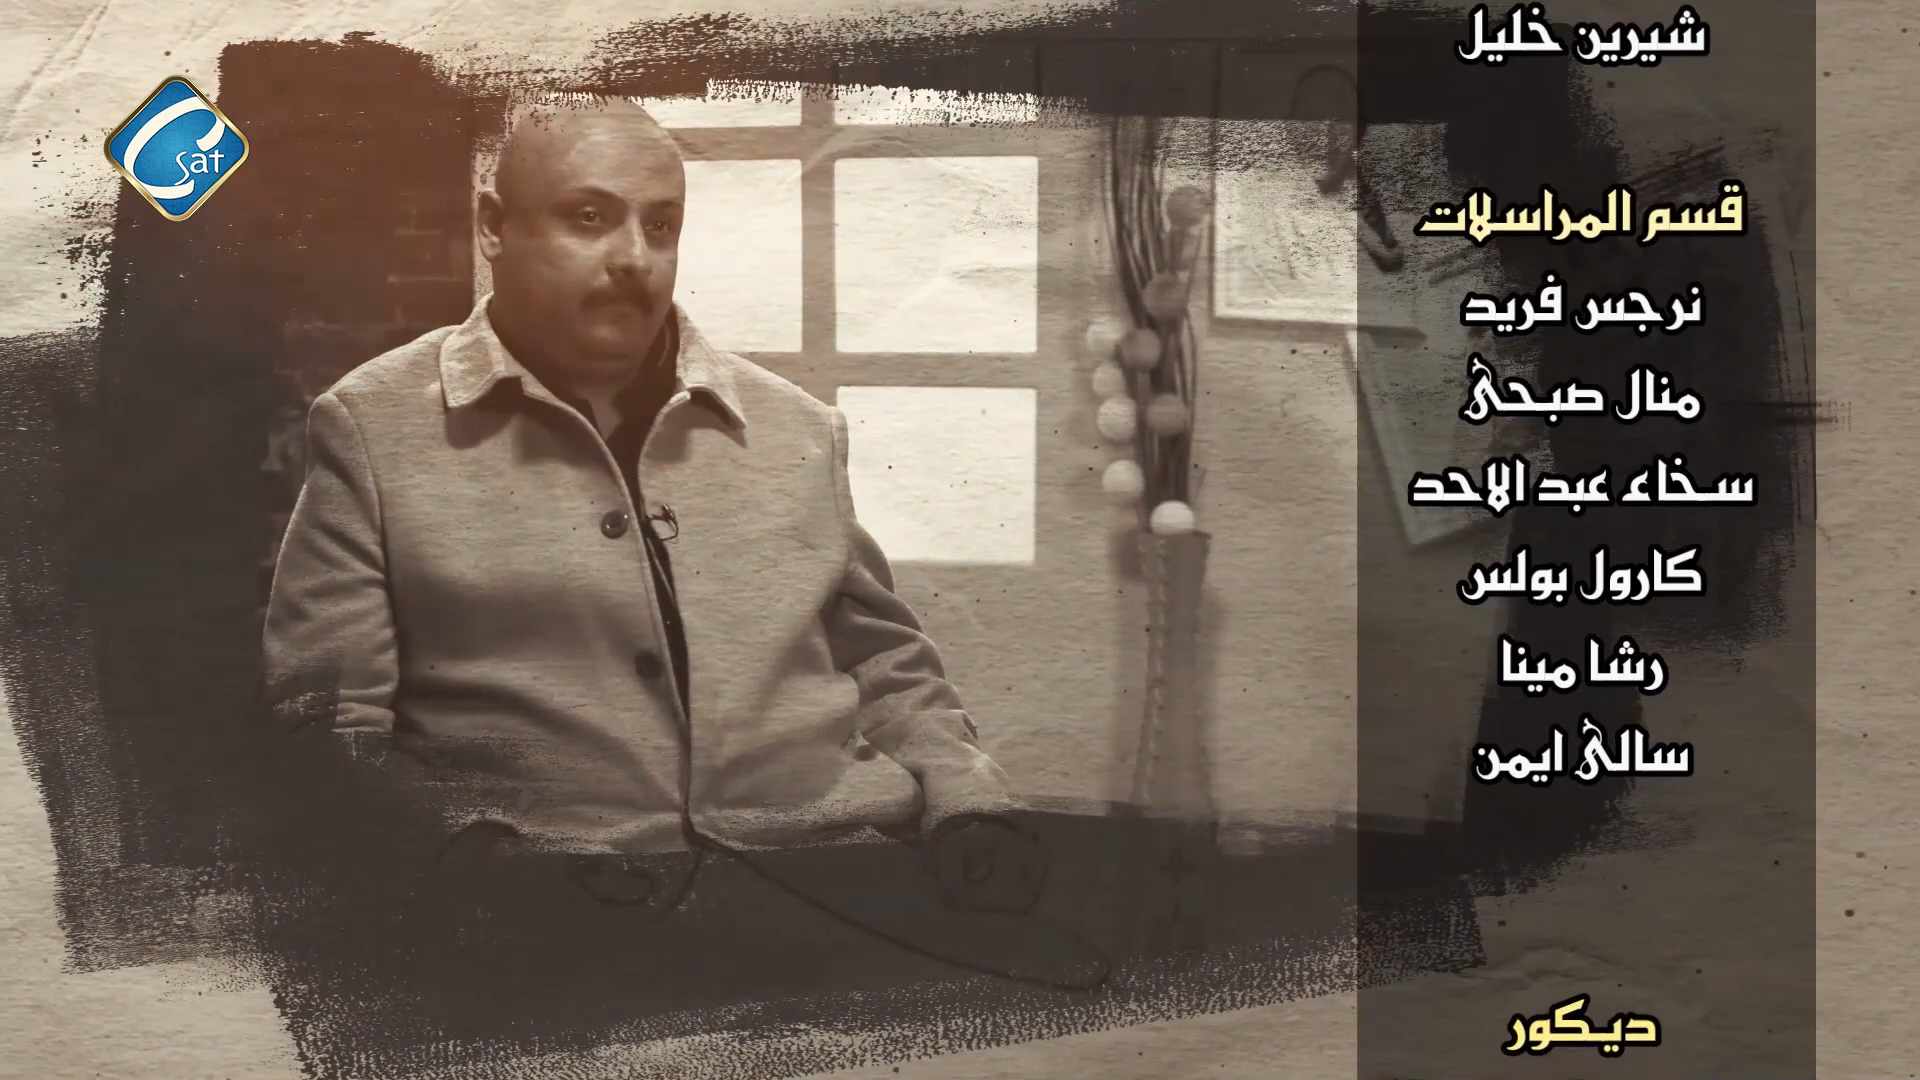 C sat
شيرين خليل
قسم المراسلات
نرجس فريد
منال صبحى
سخاء عبد الاحد
كارول بولس
رشا مينا
سالى ايمن
ديكور